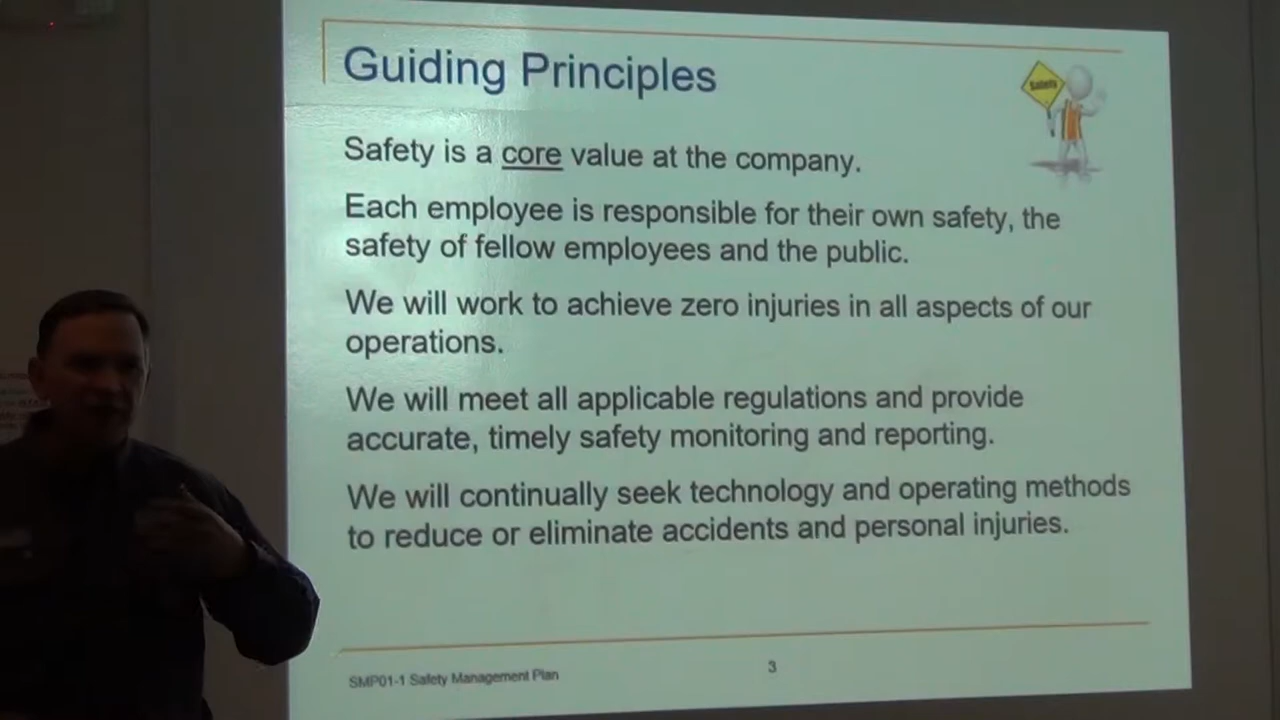 Guiding Principles
Safety
Safety is a core value at the company.
Each employee is responsible for their own safety, the
safety of fellow employees and the public.
We will work to achieve zero injuries in all aspects of our
operations.
We will meet all applicable regulations and provide
accurate, timely safety monitoring and reporting.
We will continually seek technology and operating methods
to reduce or eliminate accidents and personal injuries.
SMP01-1 Safety Management Plan
3